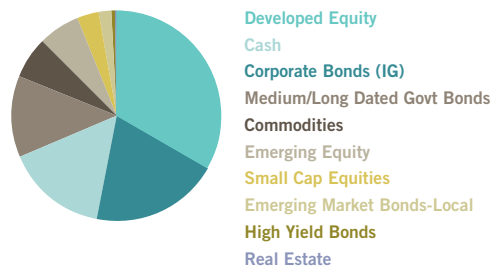 Developed Equity
Cash
Corporate Bonds (IG)
Medium/Long Dated Govt Bonds
Commodities
Emerging Equity
Small Cap Equities
Emerging Market Bonds-Local
High Yield Bonds
Real Estate